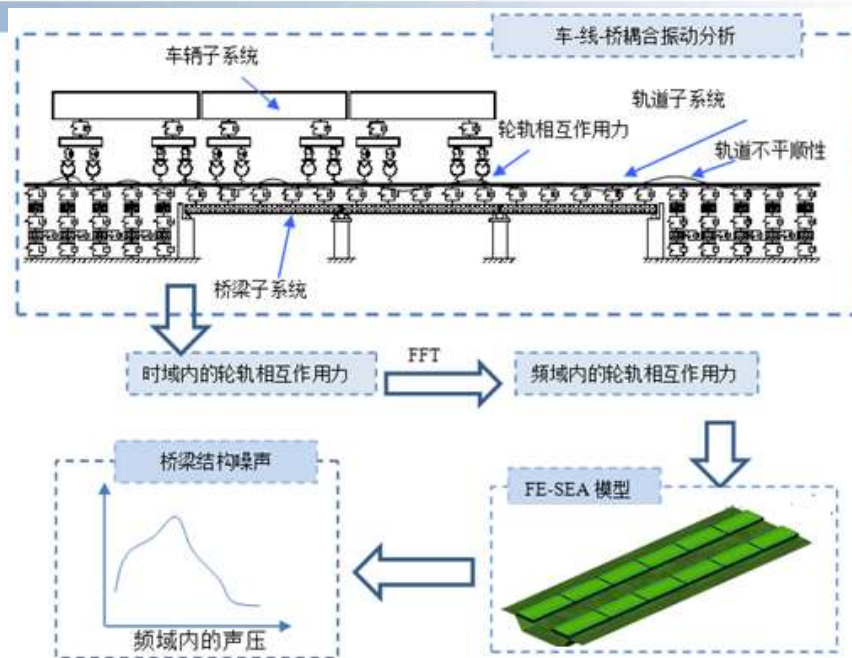 车-线-桥耦合振动分析
车辆子系统
轨道子系统
轮轨相互作用力
轨道不平顺性
桥梁子系统
时域内的轮轨相互作用力
FFT
频域内的轮轨相互作用力
桥梁结构噪声
FE-SEA 模型
频域内的声压